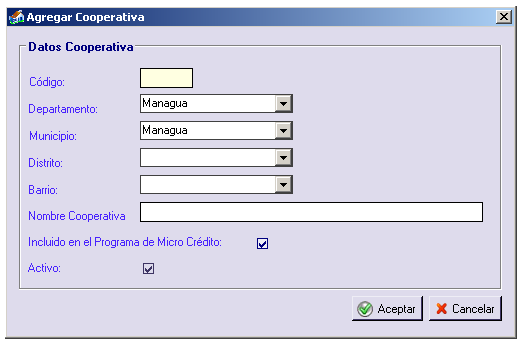 Agregar Cooperativa
Datos Cooperativa
Código:
Departamento: Managua
Municipio: Managua
Distrito:
Barrio:
Nombre Cooperativa
Incluido en el Programa de Micro Crédito:
Activo:
Aceptar Cancelar